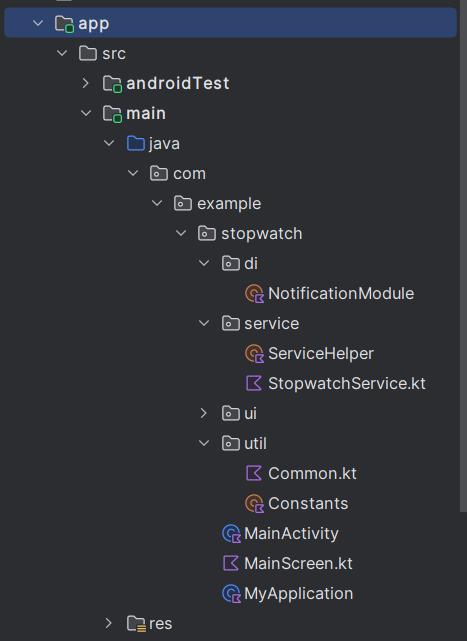 app
src
androidTest
main
java
com
example
stopwatch
di
NotificationModule
service
ServiceHelper
StopwatchService.kt
ui
util
Common.kt
Constants
MainActivity
MainScreen.kt
MyApplication
res